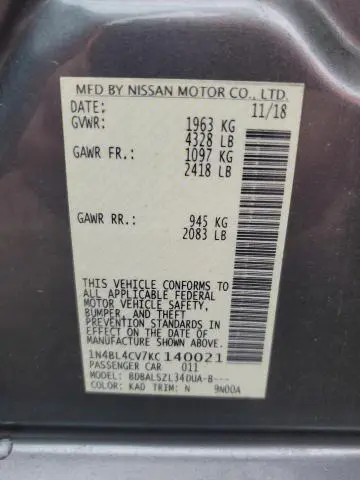 MFD BY NISSAN MOTOR CO., LTD.
DATE: 11/18
GVWR: 1963 KG
4328 LB
GAWR FR.: 1097 KG
2418 LB
GAWR RR.: 945 KG
2083 LB
THIS VEHICLE CONFORMS TO
ALL APPLICABLE FEDERAL
MOTOR VEHICLE SAFETY,
BUMPER, AND THEFT
PREVENTION STANDARDS IN
EFFECT ON THE DATE OF
MANUFACTURE SHOWN ABOVE.
1N4BL4CV7KC140021
PASSENGER CAR 011
MODEL: BDBALSZL34DUA-B---
COLOR: KAD TRIM: N 9N00A